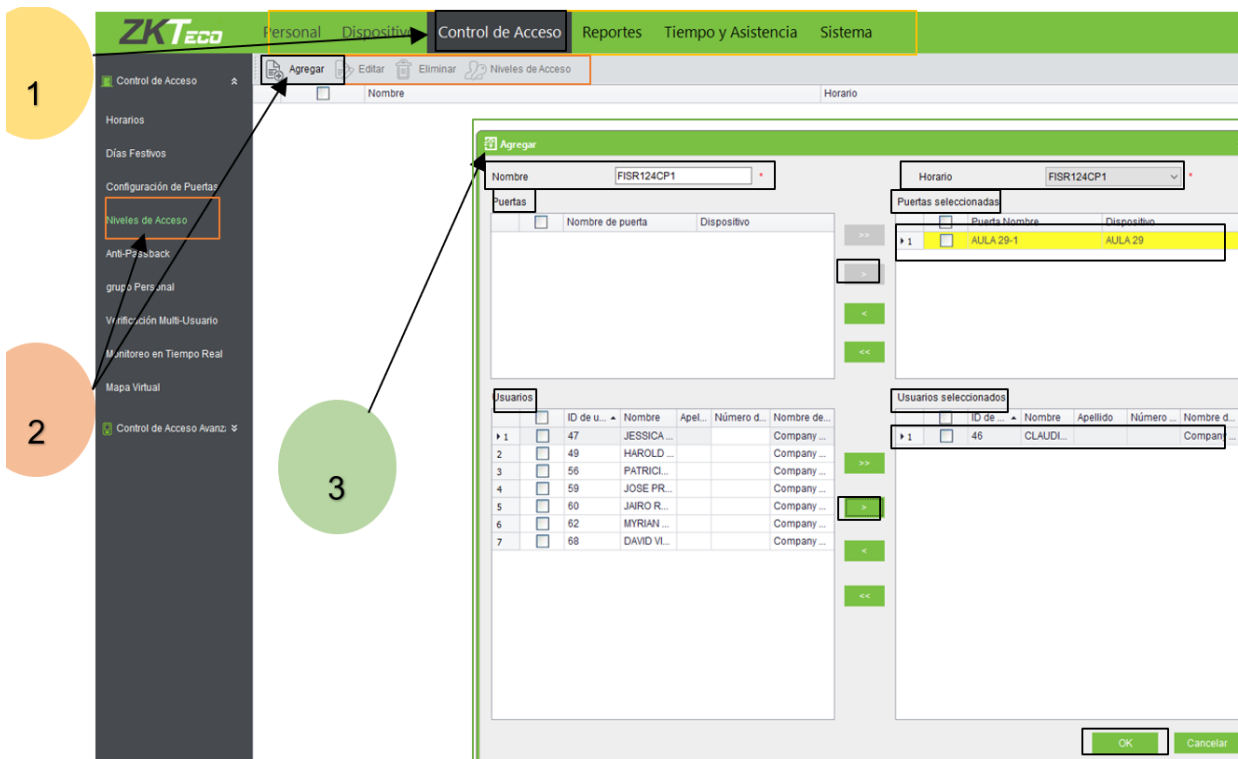 ZKTECO
Personal Dispositivo Control de Acceso Reportes Tiempo y Asistencia Sistema
1
Control de Acceso
Agregar Editar Eliminar Niveles de Acceso
Nombre Horario
Horarios
Días Festivos
Configuración de Puertas
Niveles de Acceso
Anti-Passback
grupo Personal
Verificación Multi-Usuario
Monitoreo en Tiempo Real
Mapa Virtual
Control de Acceso Avanz:
2
3
Agregar
Nombre FISR124CP1 * Horario FISR124CP1 *
Puertas Puertas seleccionadas
Nombre de puerta Dispositivo
Puerta Nombre Dispositivo
1 AULA 29-1 AULA 29
>>
>
<
<<
Usuarios Usuarios seleccionados
ID de u... Nombre Apel... Número d... Nombre de...
1 47 JESSICA ... Company ...
2 49 HAROLD ... Company ...
3 56 PATRICI... Company ...
4 59 JOSE PR... Company ...
5 60 JAIRO R... Company ...
6 62 MYRIAN ... Company ...
7 68 DAVID VI... Company ...
ID de ... Nombre Apellido Número ... Nombre d...
1 46 CLAUDI... Company ...
>>
>
<
<<
OK Cancelar